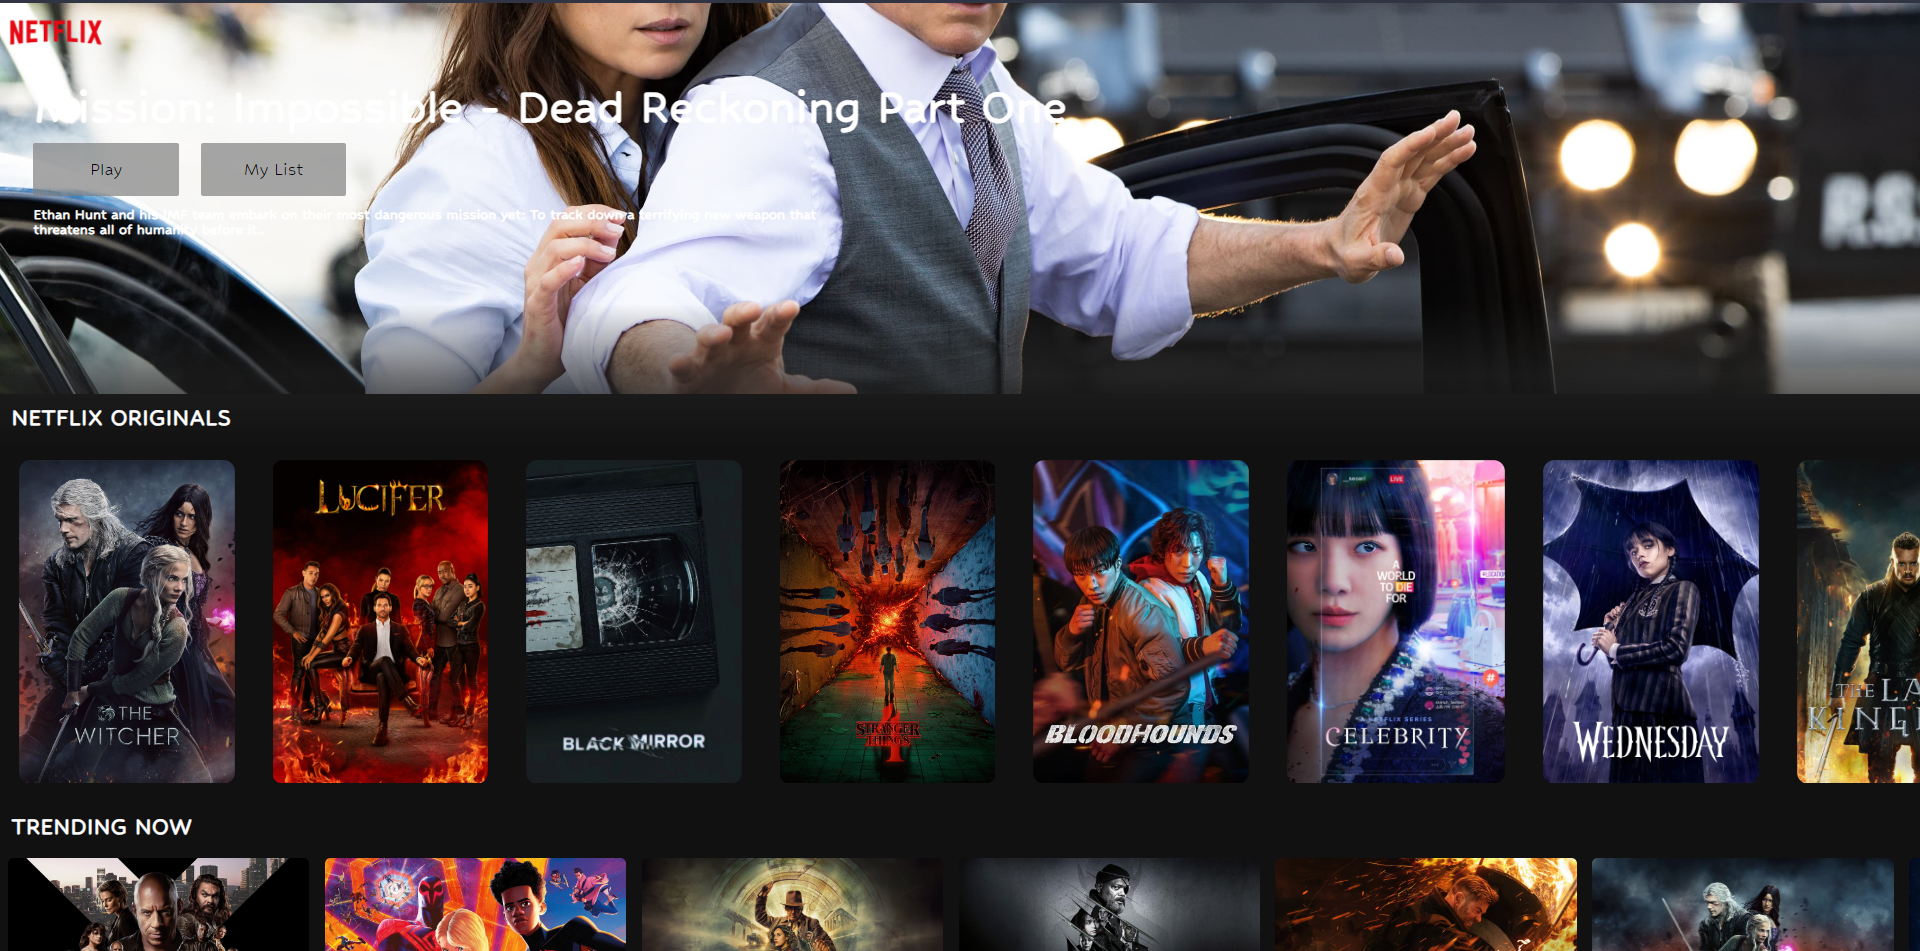 NETFLIX
Mission: Impossible - Dead Reckoning Part One
Play
My List
Ethan Hunt and his IMF team embark on their most dangerous mission yet: To track down a terrifying new weapon that
threatens all of humanity before it...
NETFLIX ORIGINALS
LUCIFER
LIVE
A
WORLD
TO DIE
FOR
THE
WITCHER
BLACK MIRROR
STRANGER
THINGS
4
BLOODHOUNDS
A NETFLIX SERIES
CELEBRITY
#
WEDNESDAY
THE LA
KING
TRENDING NOW